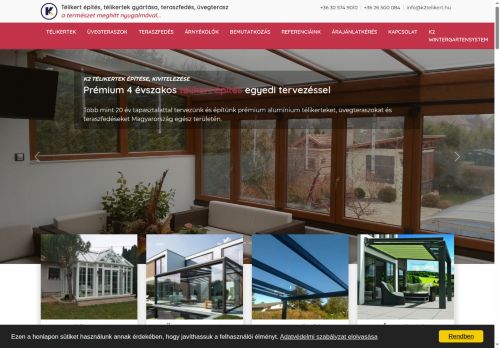 Télikert építés, télikertek gyártása, teraszfedés, üvegterasz
a természet meghitt nyugalmával...
+36 30 574 9010
+36 26 500 084
info@k2telikert.hu
TÉLIKERTEK
ÜVEGTERASZOK
TERASZFEDÉS
ÁRNYÉKOLÓK
BEMUTATKOZÁS
REFERENCIÁINK
ÁRAJÁNLATKÉRÉS
KAPCSOLAT
K2 WINTERGARTENSYSTEM
K2 TÉLIKERTEK ÉPÍTÉSE, KIVITELEZÉSE
Prémium 4 évszakos télikert építés egyedi tervezéssel
Több mint 20 év tapasztalattal tervezünk és építünk prémium alumínium télikerteket, üvegteraszokat és
teraszfedéseket Magyarország egész területén.
Ezen a honlapon sütiket használunk annak érdekében, hogy javíthassuk a felhasználói élményt. Adatvédelmi szabályzat elolvasása
Rendben